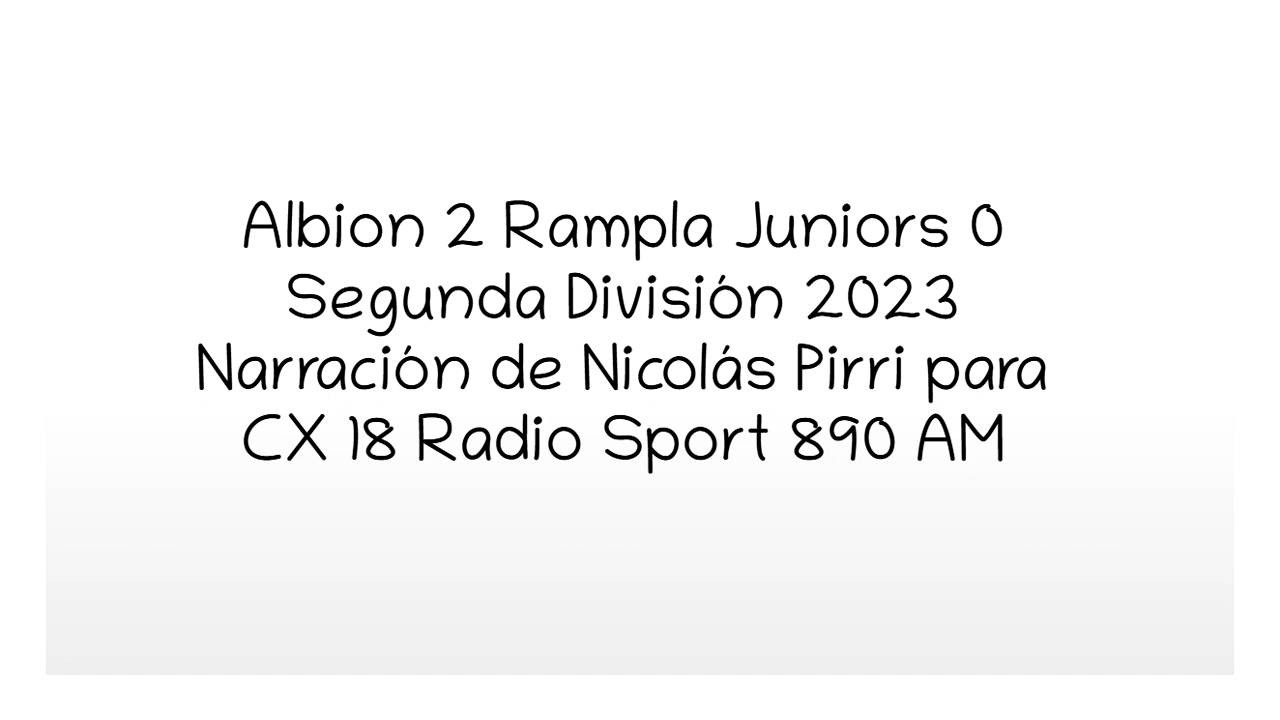 Albion 2 Rampla Juniors 0
Segunda División 2023
Narración de Nicolás Pirri para
CX 18 Radio Sport 890 AM